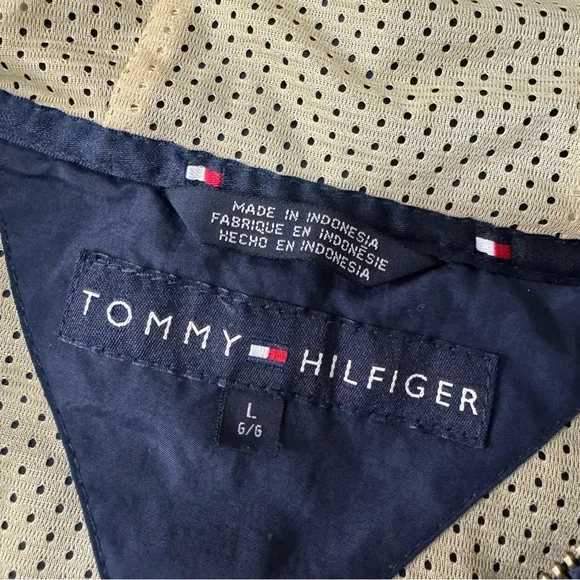 MADE IN INDONESIA
FABRIQUE EN INDONESIE
HECHO EN INDONESIA
TOMMY HILFIGER
L
G/G